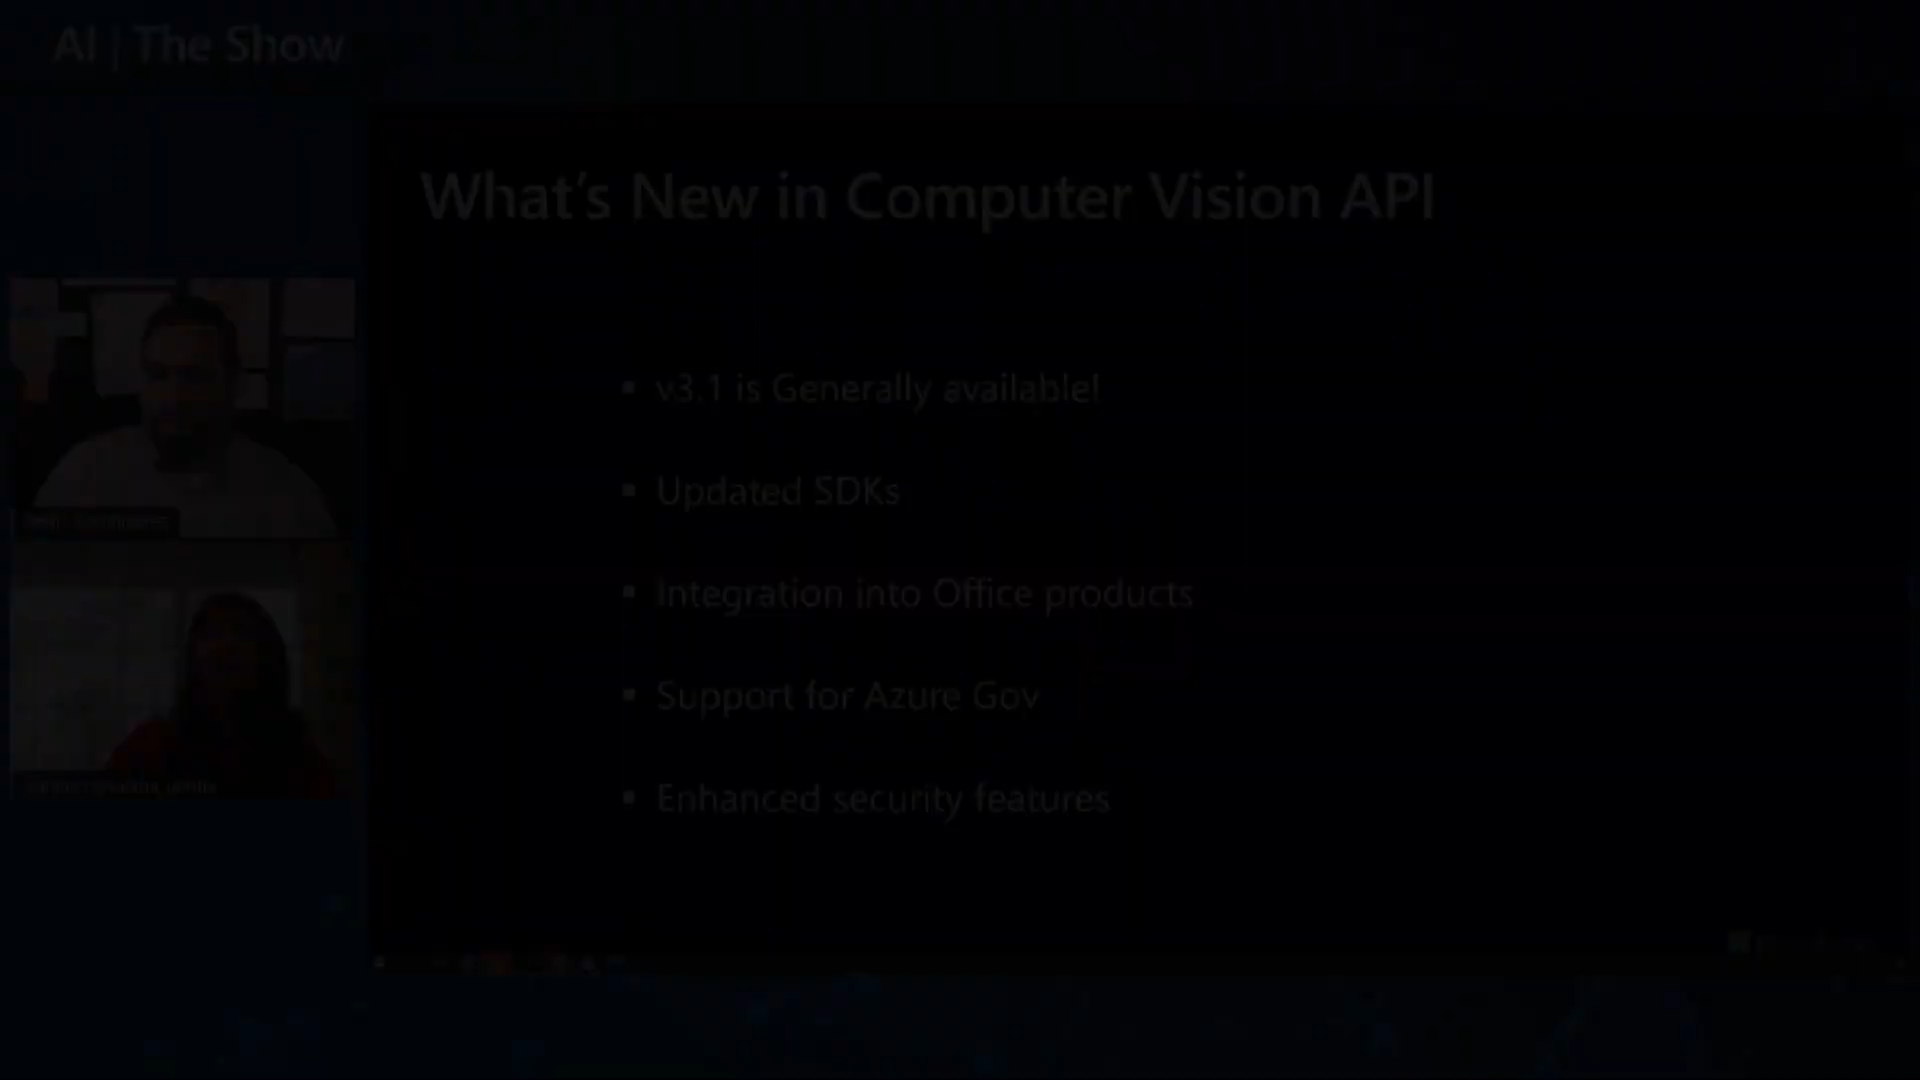 AI | The Show
What's New in Computer Vision API
▪ v3.1 is Generally available!
▪ Updated SDKs
▪ Integration into Office products
▪ Support for Azure Gov
▪ Enhanced security features